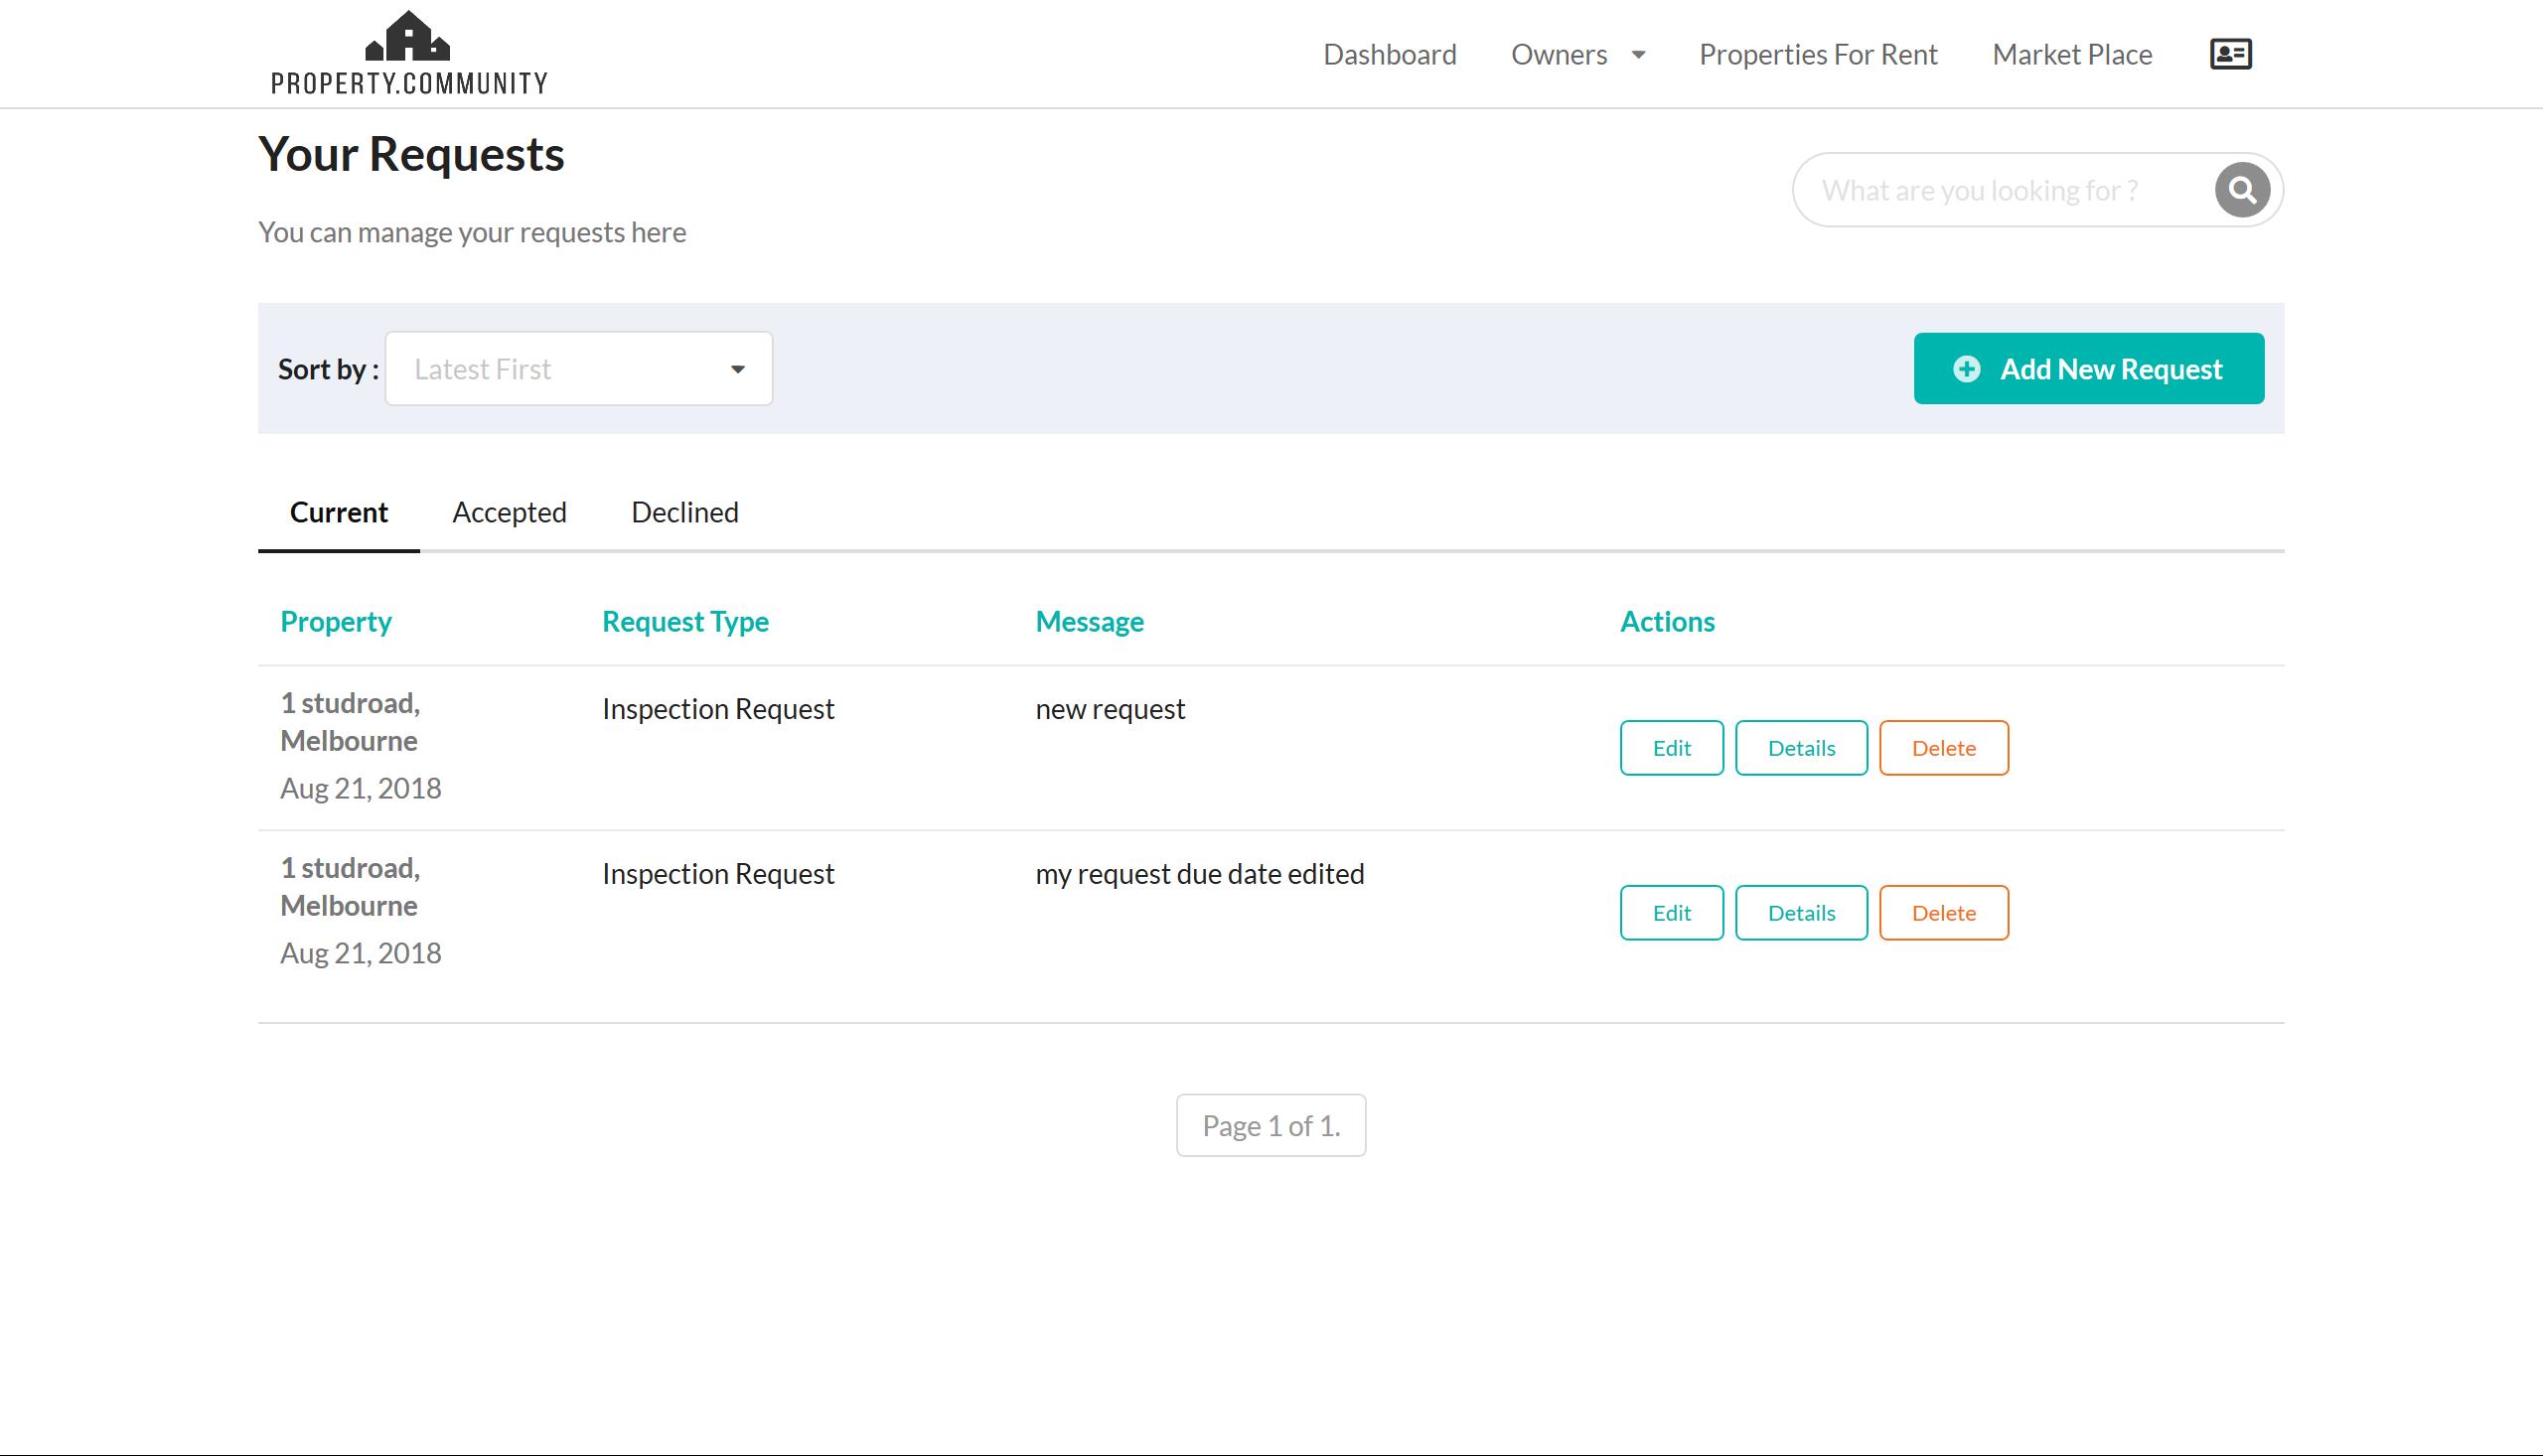 PROPERTY.COMMUNITY
Dashboard Owners Properties For Rent Market Place
Your Requests
What are you looking for ?
You can manage your requests here
Sort by : Latest First Add New Request
Current Accepted Declined
Property Request Type Message Actions
1 studroad,
Melbourne
Aug 21, 2018
Inspection Request
new request
Edit Details Delete
1 studroad,
Melbourne
Aug 21, 2018
Inspection Request
my request due date edited
Edit Details Delete
Page 1 of 1.